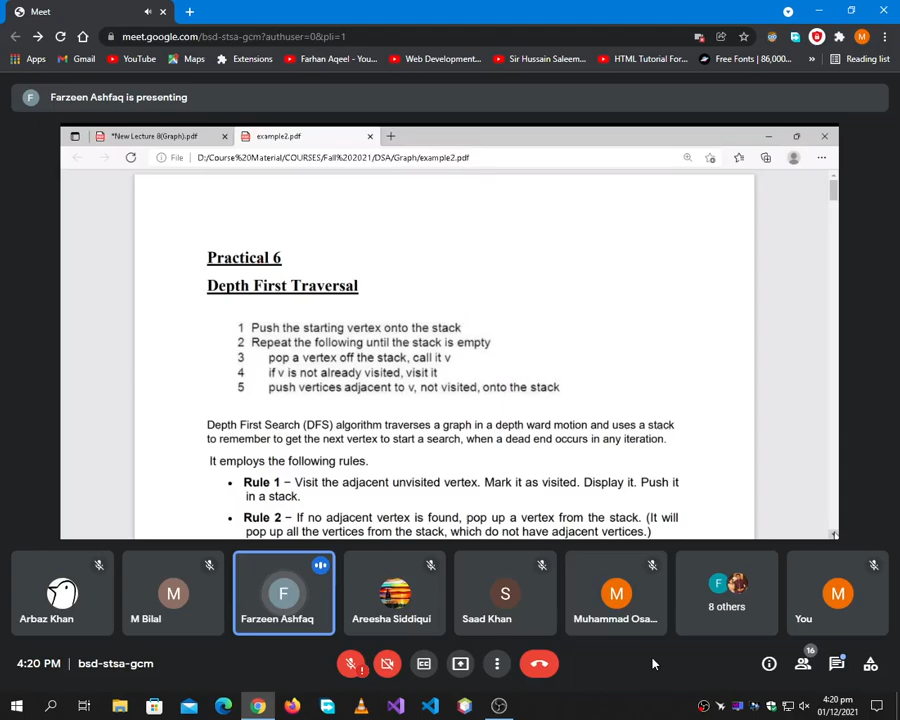 Meet
meet.google.com/bsd-stsa-gcm?authuser=0&pli=1
Apps
Gmail
YouTube
Maps
Extensions
Farhan Aqeel - You...
Web Development...
Sir Hussain Saleem...
HTML Tutorial For...
Free Fonts | 86,000...
»
Reading list
F
Farzeen Ashfaq is presenting
*New Lecture 8(Graph).pdf
example2.pdf
File
D:/Course%20Material/COURSES/Fall%202021/DSA/Graph/example2.pdf
Practical 6
Depth First Traversal
1 Push the starting vertex onto the stack
2 Repeat the following until the stack is empty
3 pop a vertex off the stack, call it v
4 if v is not already visited, visit it
5 push vertices adjacent to v, not visited, onto the stack
Depth First Search (DFS) algorithm traverses a graph in a depth ward motion and uses a stack
to remember to get the next vertex to start a search, when a dead end occurs in any iteration.
It employs the following rules.
• Rule 1 − Visit the adjacent unvisited vertex. Mark it as visited. Display it. Push it
in a stack.
• Rule 2 − If no adjacent vertex is found, pop up a vertex from the stack. (It will
pop up all the vertices from the stack, which do not have adjacent vertices.)
Arbaz Khan
M
M Bilal
F
Farzeen Ashfaq
Areesha Siddiqui
S
Saad Khan
M
Muhammad Osa...
F
8 others
M
You
4:20 PM | bsd-stsa-gcm
16
4:20 pm
01/12/2021